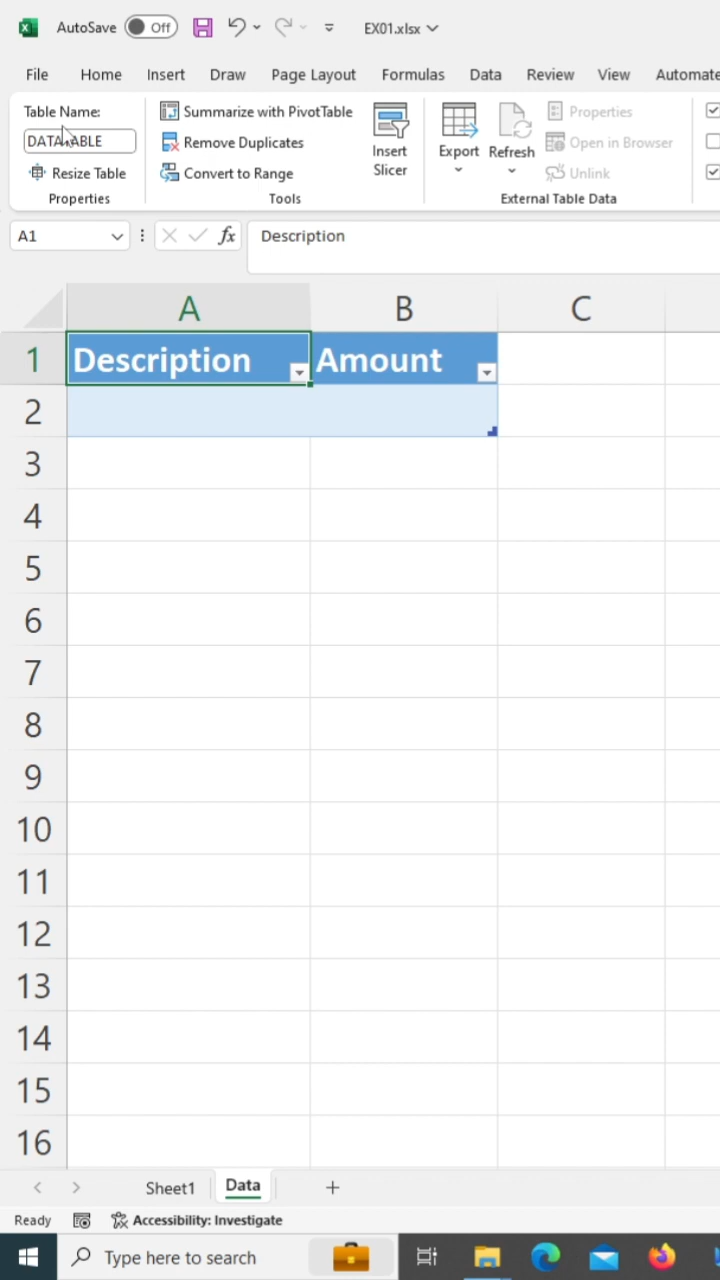 AutoSave Off EX01.xlsx
File Home Insert Draw Page Layout Formulas Data Review View Automate
Table Name: Summarize with PivotTable Properties
DATATABLE Remove Duplicates Insert Slicer Export Refresh Open in Browser
Resize Table Convert to Range Unlink
Properties Tools External Table Data
A1 fx Description
A B C
1 Description Amount
2
3
4
5
6
7
8
9
10
11
12
13
14
15
16
Sheet1 Data
Ready Accessibility: Investigate
Type here to search